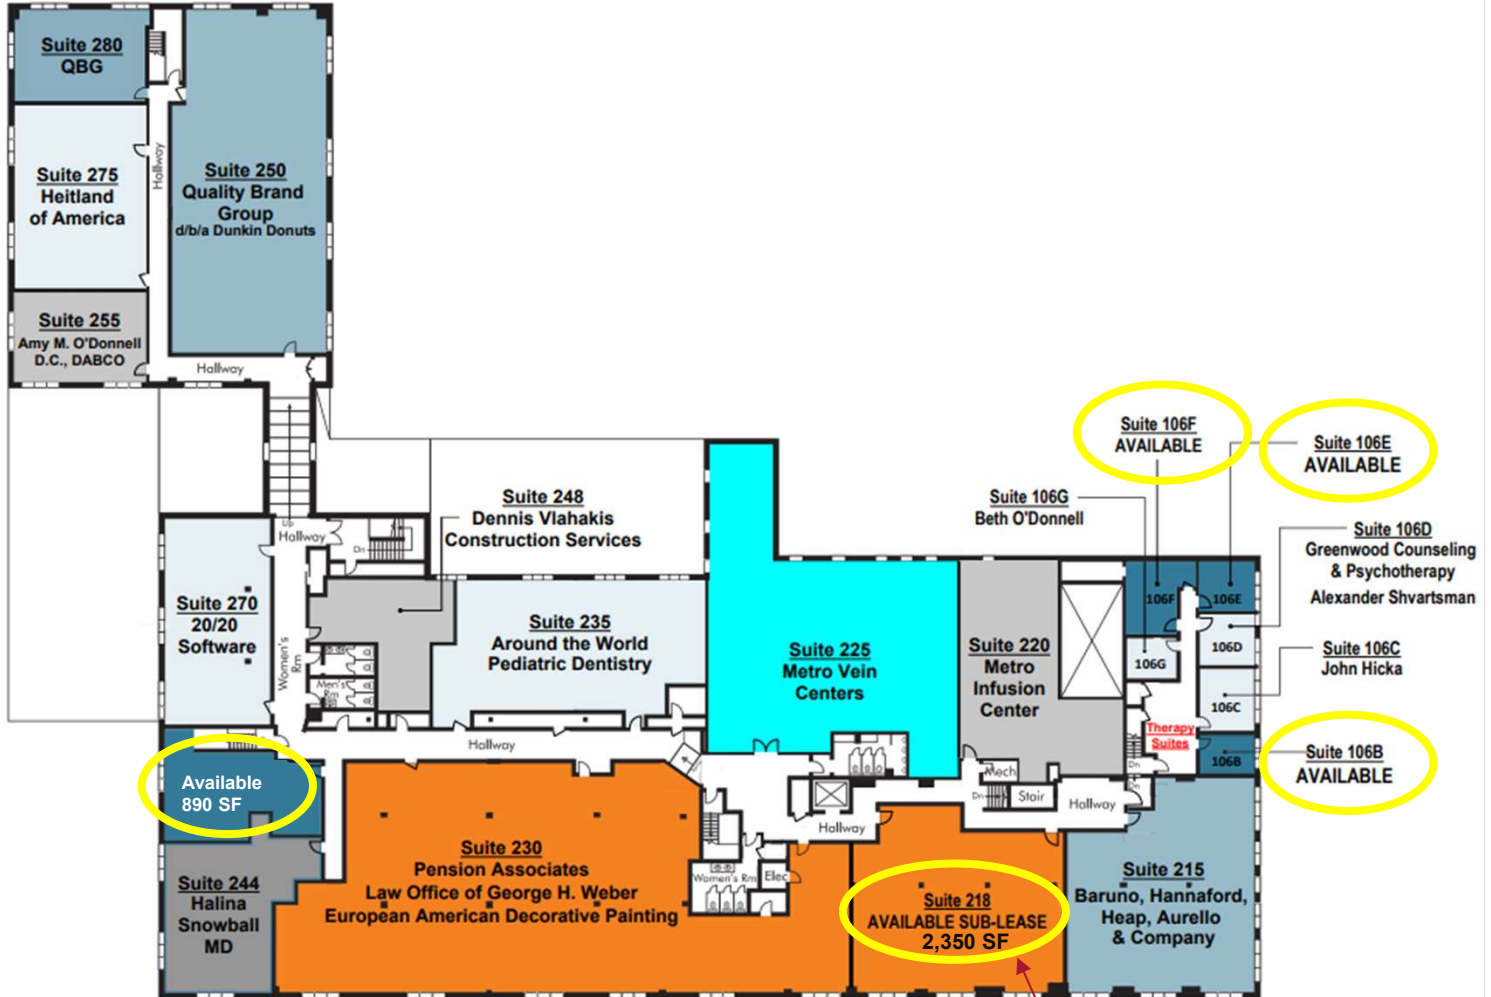 Suite 280
QBG
Suite 275
Heitland
of America
Hallway
Suite 250
Quality Brand
Group
d/b/a Dunkin Donuts
Suite 255
Amy M. O'Donnell
D.C., DABCO
Hallway
Suite 106F
AVAILABLE
Suite 106E
AVAILABLE
Suite 106G
Beth O'Donnell
Suite 248
Dennis Vlahakis
Construction Services
Suite 106D
Greenwood Counseling
& Psychotherapy
Alexander Shvartsman
Up
Hallway
Dn
Suite 270
20/20
Software
Women's
Rm
Men's
Rm
Suite 235
Around the World
Pediatric Dentistry
Suite 225
Metro Vein
Centers
Suite 220
Metro
Infusion
Center
106F
106E
106D
106G
106C
Suite 106C
John Hicka
Therapy
Suites
106B
Suite 106B
AVAILABLE
Hallway
Available
890 SF
Mech
Dn
Stair
Dn
Dn
Hallway
Hallway
Suite 230
Pension Associates
Law Office of George H. Weber
European American Decorative Painting
Women's Rm
Elec
Suite 244
Halina
Snowball
MD
Suite 218
AVAILABLE SUB-LEASE
2,350 SF
Suite 215
Baruno, Hannaford,
Heap, Aurello
& Company